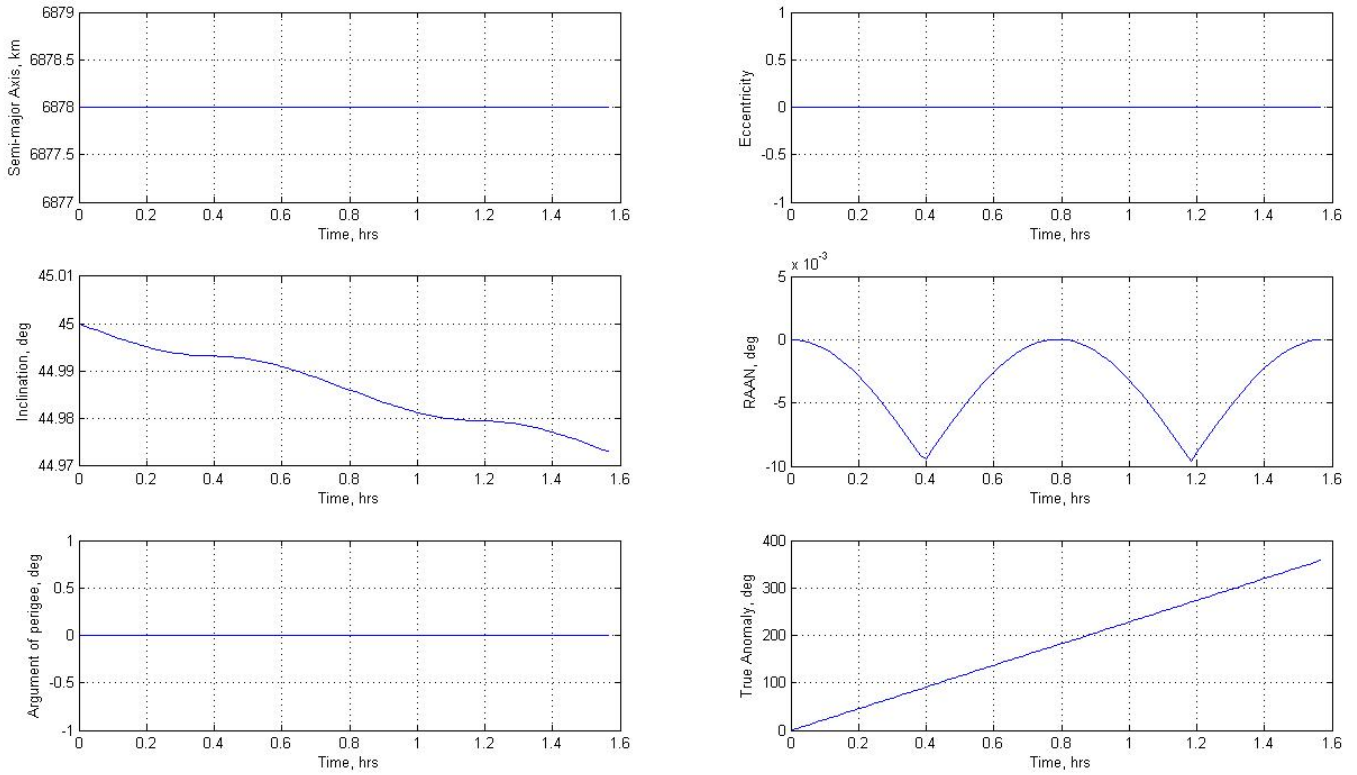 Semi-major Axis, km
6879
6878.5
6878
6877.5
6877
0 0.2 0.4 0.6 0.8 1 1.2 1.4 1.6
Time, hrs
Eccentricity
1
0.5
0
-0.5
-1
0 0.2 0.4 0.6 0.8 1 1.2 1.4 1.6
Time, hrs
Inclination, deg
45.01
45
44.99
44.98
44.97
0 0.2 0.4 0.6 0.8 1 1.2 1.4 1.6
Time, hrs
RAAN, deg
x 10-3
5
0
-5
-10
0 0.2 0.4 0.6 0.8 1 1.2 1.4 1.6
Time, hrs
Argument of perigee, deg
1
0.5
0
-0.5
-1
0 0.2 0.4 0.6 0.8 1 1.2 1.4 1.6
Time, hrs
True Anomaly, deg
400
300
200
100
0
0 0.2 0.4 0.6 0.8 1 1.2 1.4 1.6
Time, hrs